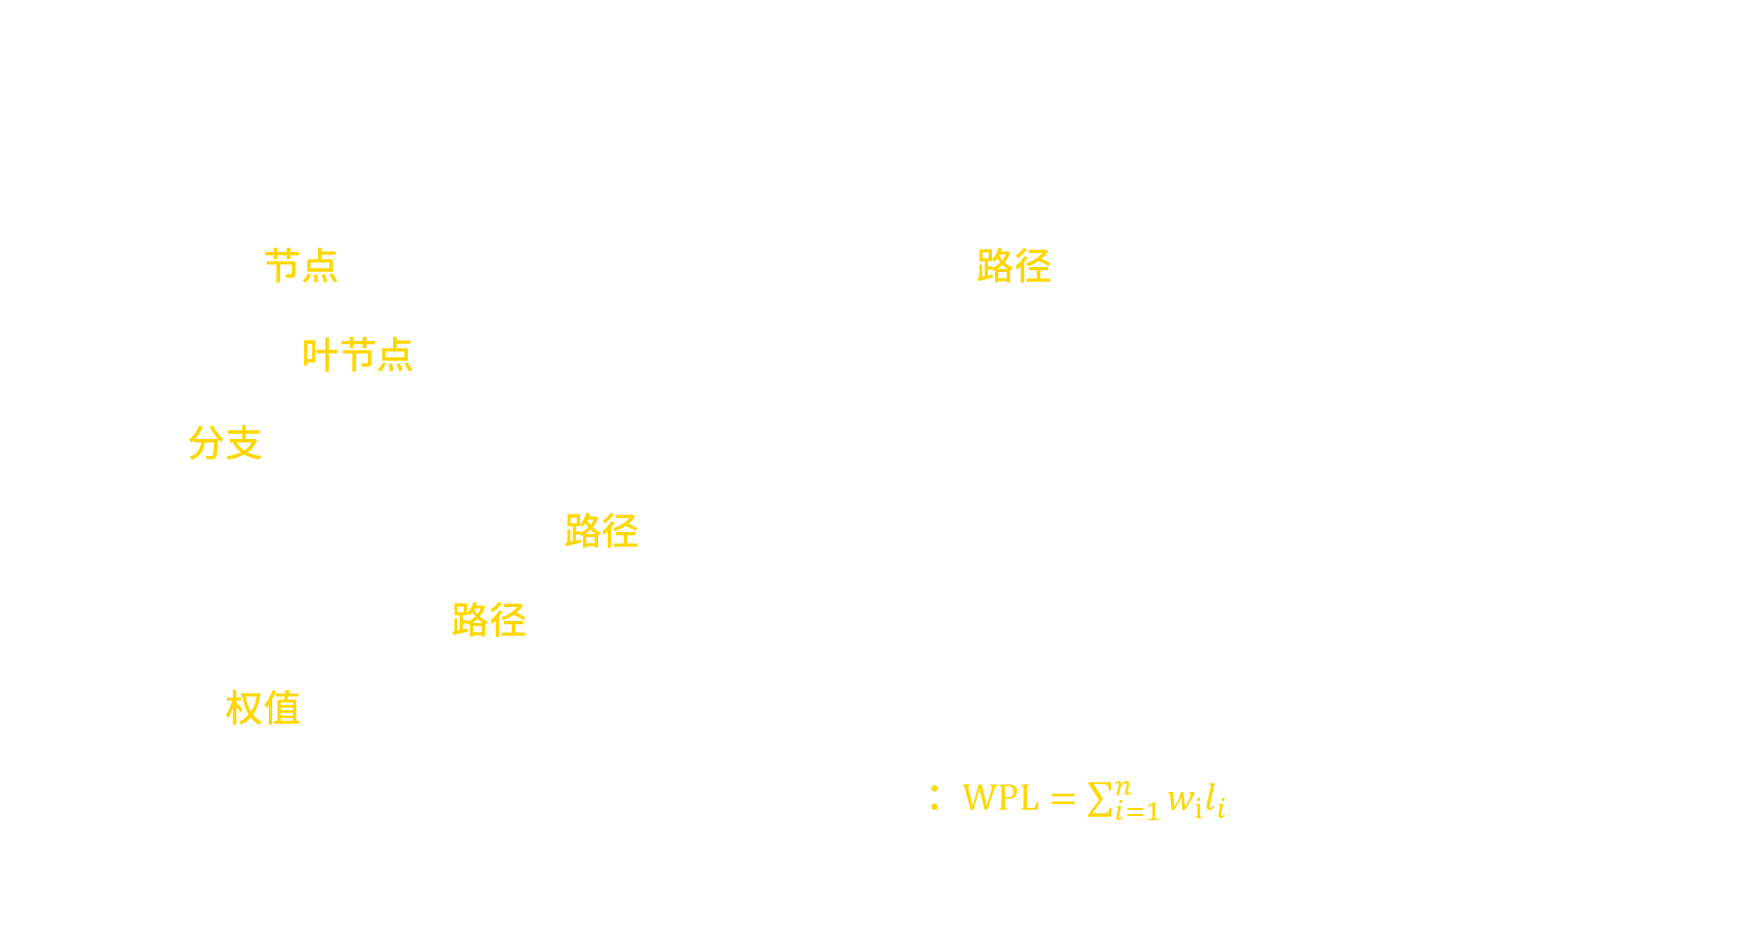 节点 路径
叶节点
分支
路径
路径
权值
：WPL = ∑_{i=1}^{n} w_i l_i